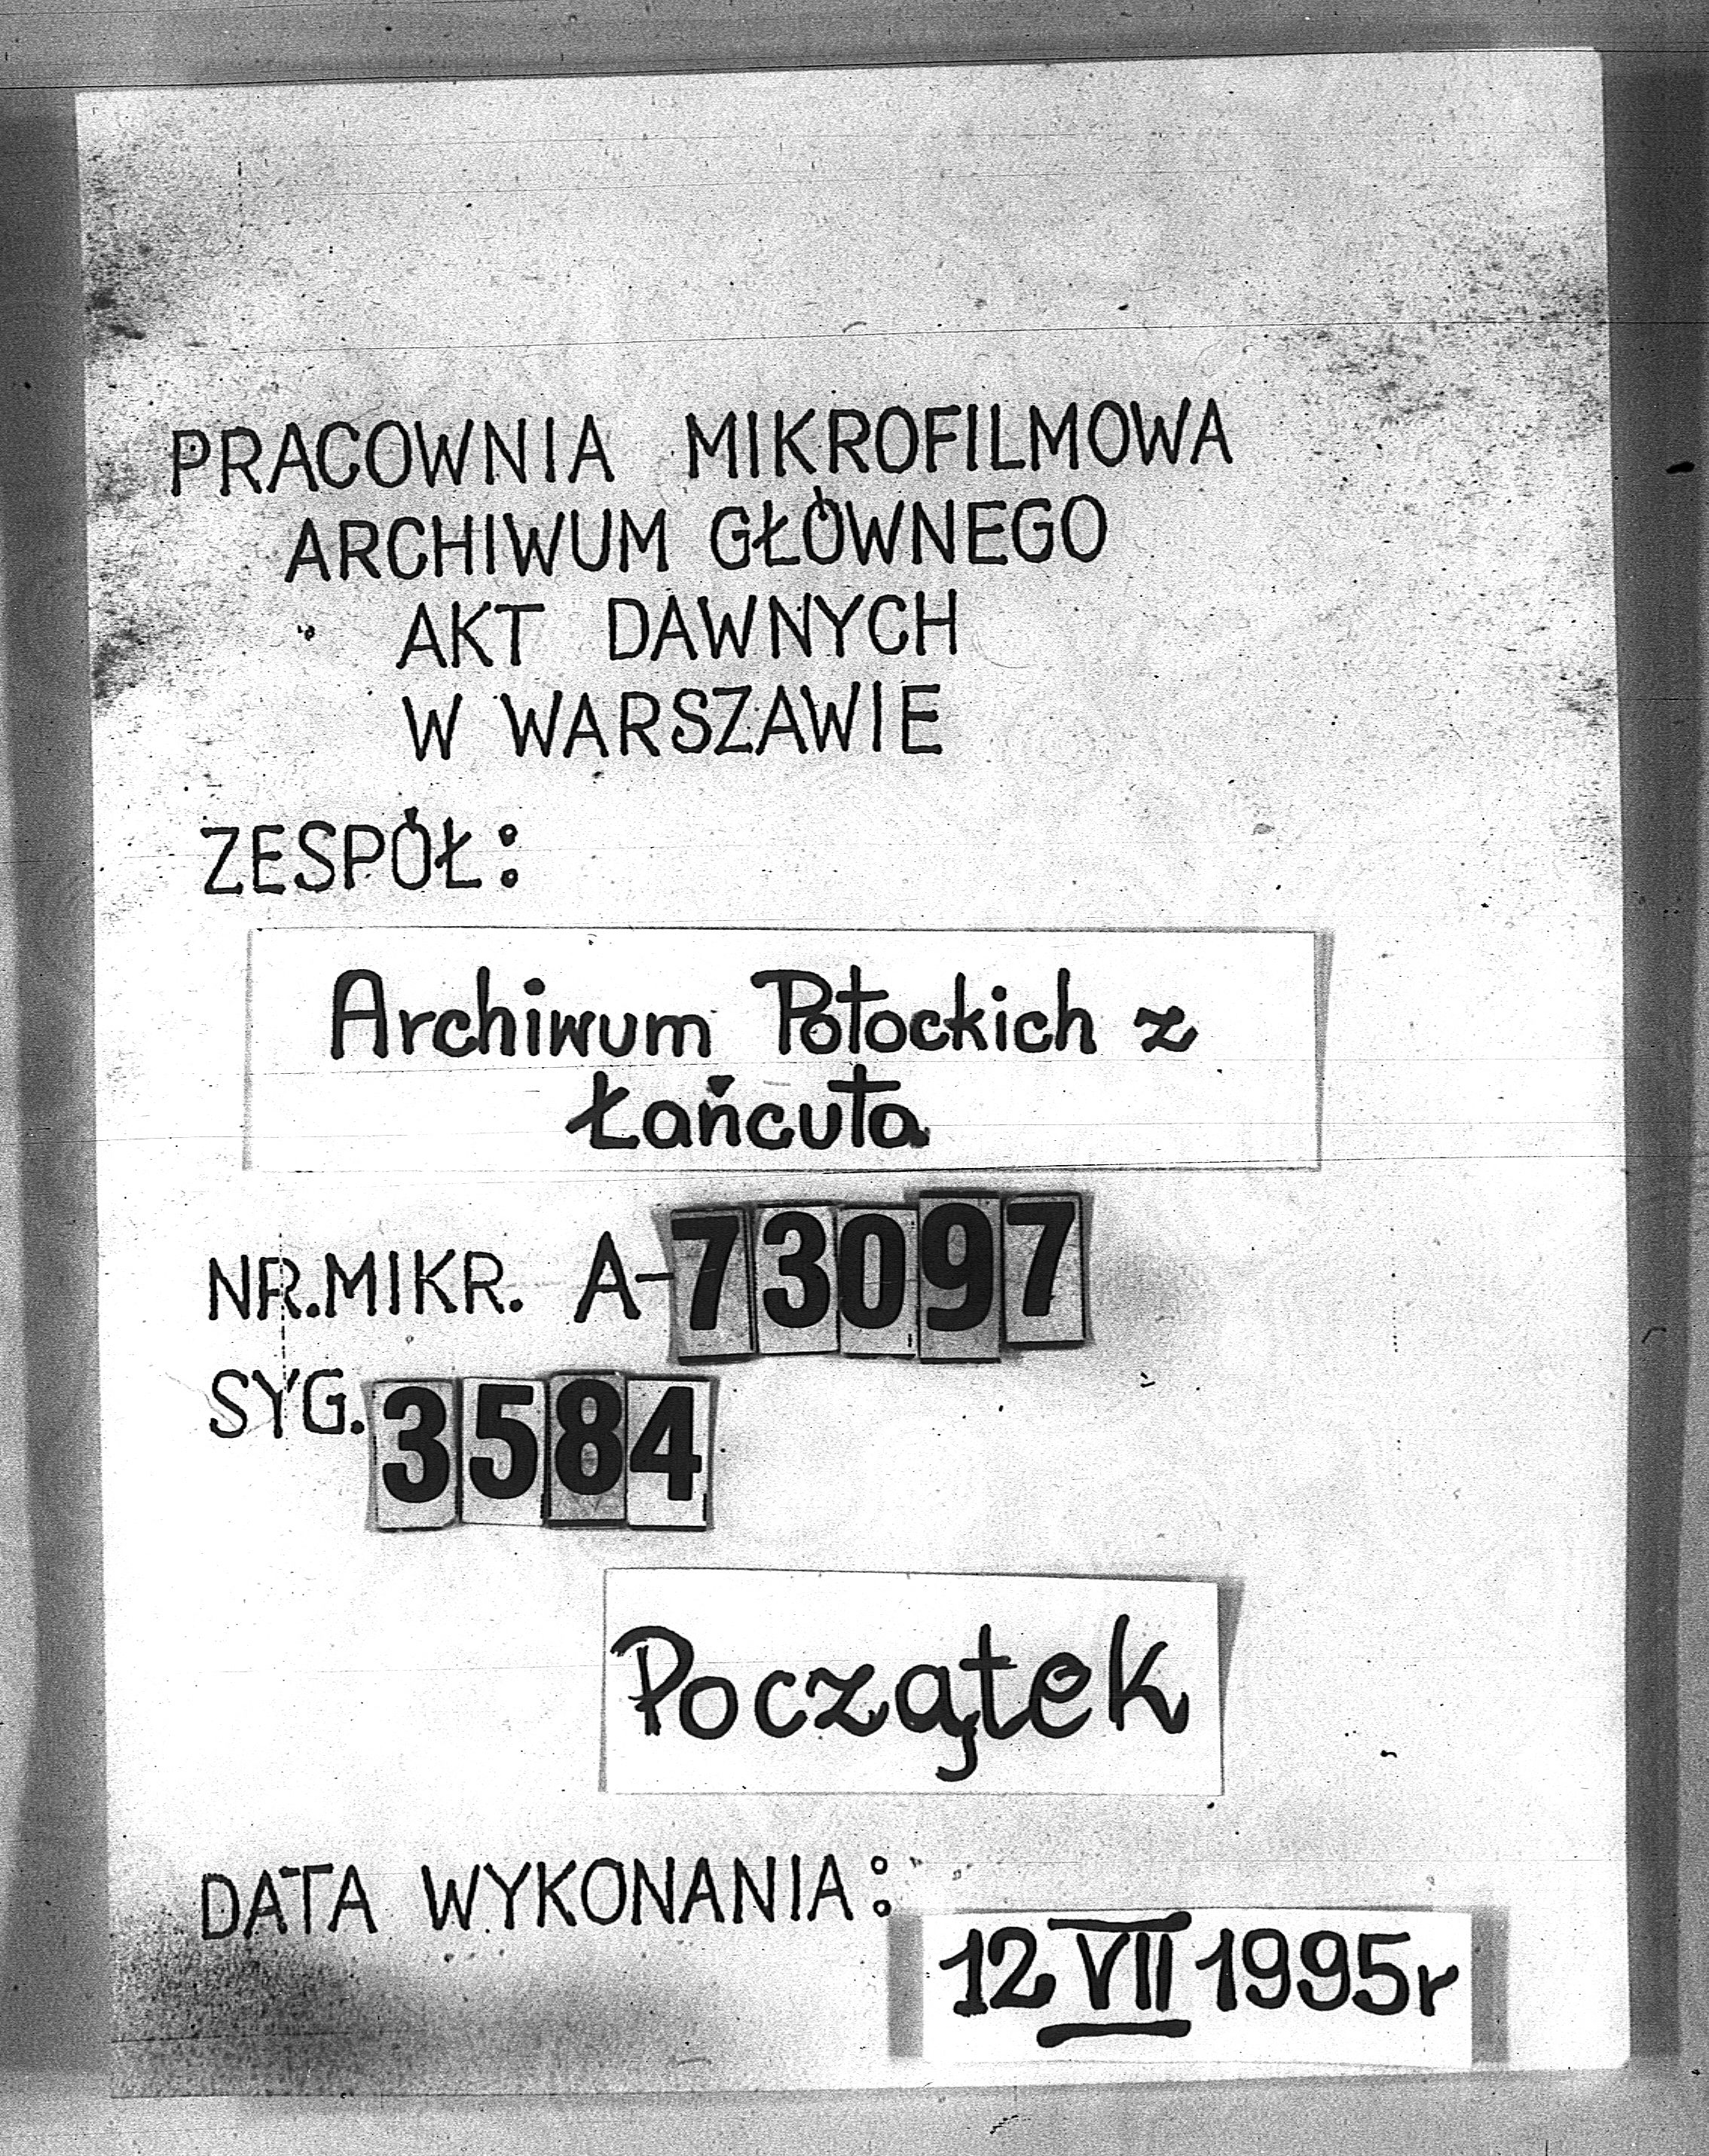 PRACOWNIA MIKROFILMOWA
ARCHIWUM GŁÓWNEGO
AKT DAWNYCH
W WARSZAWIE
ZESPÓŁ:
Archiwum Potockich z
Łańcuta
NR.MIKR. A-73097
SYG. 3584
Początek
DATA WYKONANIA:
12 VII 1995r